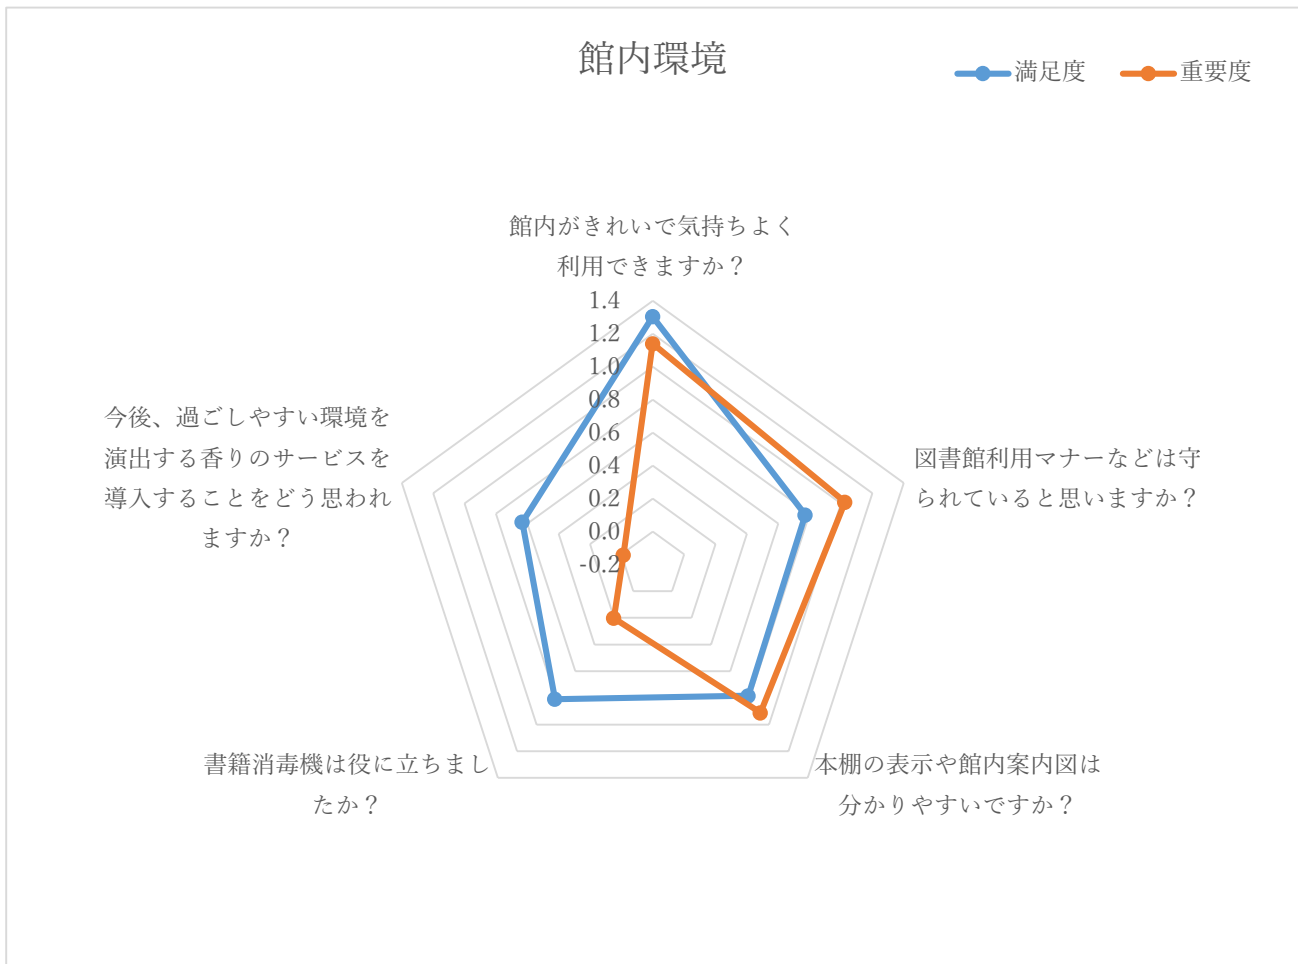 館内環境
満足度
重要度
館内がきれいで気持ちよく
利用できますか？
1.4
1.2
1.0
0.8
0.6
0.4
0.2
0.0
-0.2
図書館利用マナーなどは守
られていると思いますか？
本棚の表示や館内案内図は
分かりやすいですか？
書籍消毒機は役に立ちまし
たか？
今後、過ごしやすい環境を
演出する香りのサービスを
導入することをどう思われ
ますか？